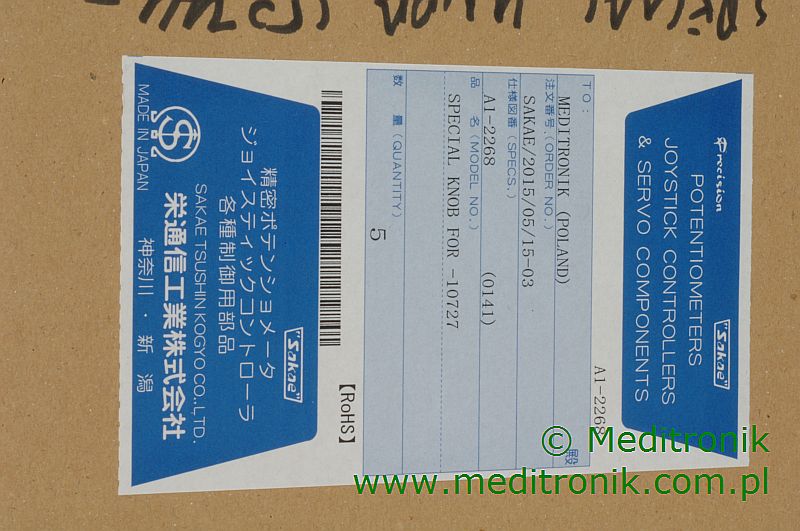 Precision
"Sakae"
POTENTIOMETERS
JOYSTICK CONTROLLERS
& SERVO COMPONENTS
A1-2268
TO:
殿
MEDITRONIK (POLAND)
注文番号(ORDER NO.)
SAKAE/2015/05/15-03
仕様図番(SPECS.)
A1-2268 (0141)
品 名(MODEL NO.)
SPECIAL KNOB FOR -10727
数 量(QUANTITY)
5
【RoHS】
"Sakae"
精密ポテンショメータ
ジョイスティックコントローラ
各種制御用部品
SAKAE TSUSHIN KOGYO CO., LTD.
栄通信工業株式会社
MADE IN JAPAN
神奈川・新潟
© Meditronik
www.meditronik.com.pl